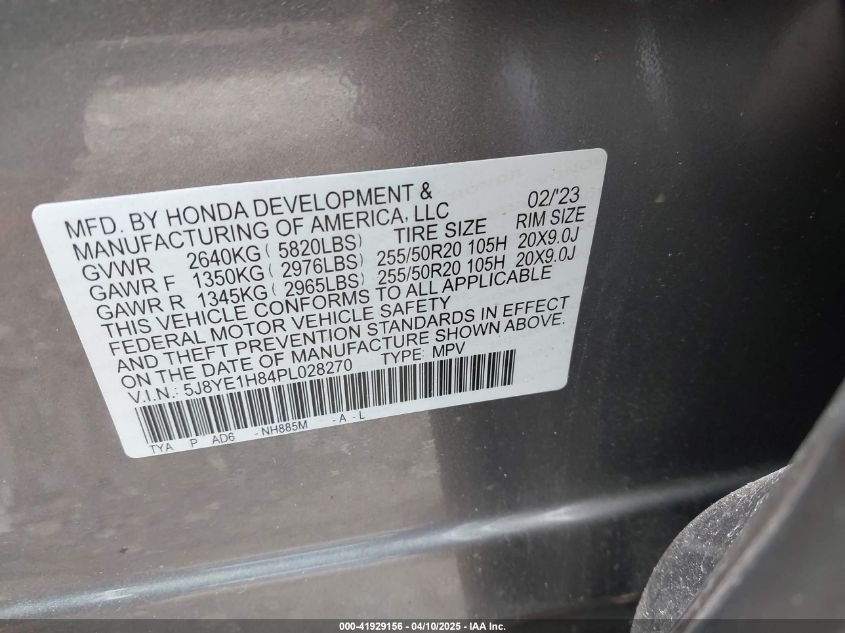 MFD. BY HONDA DEVELOPMENT & 02/'23
MANUFACTURING OF AMERICA, LLC
TIRE SIZE RIM SIZE
GVWR 2640KG ( 5820LBS)
GAWR F 1350KG ( 2976LBS) 255/50R20 105H 20X9.0J
GAWR R 1345KG ( 2965LBS) 255/50R20 105H 20X9.0J
THIS VEHICLE CONFORMS TO ALL APPLICABLE
FEDERAL MOTOR VEHICLE SAFETY
AND THEFT PREVENTION STANDARDS IN EFFECT
ON THE DATE OF MANUFACTURE SHOWN ABOVE.
V.I.N.: 5J8YE1H84PL028270 TYPE: MPV
TYA P AD6 -NH885M -A -L
000-41929156 - 04/10/2025 - IAA Inc.